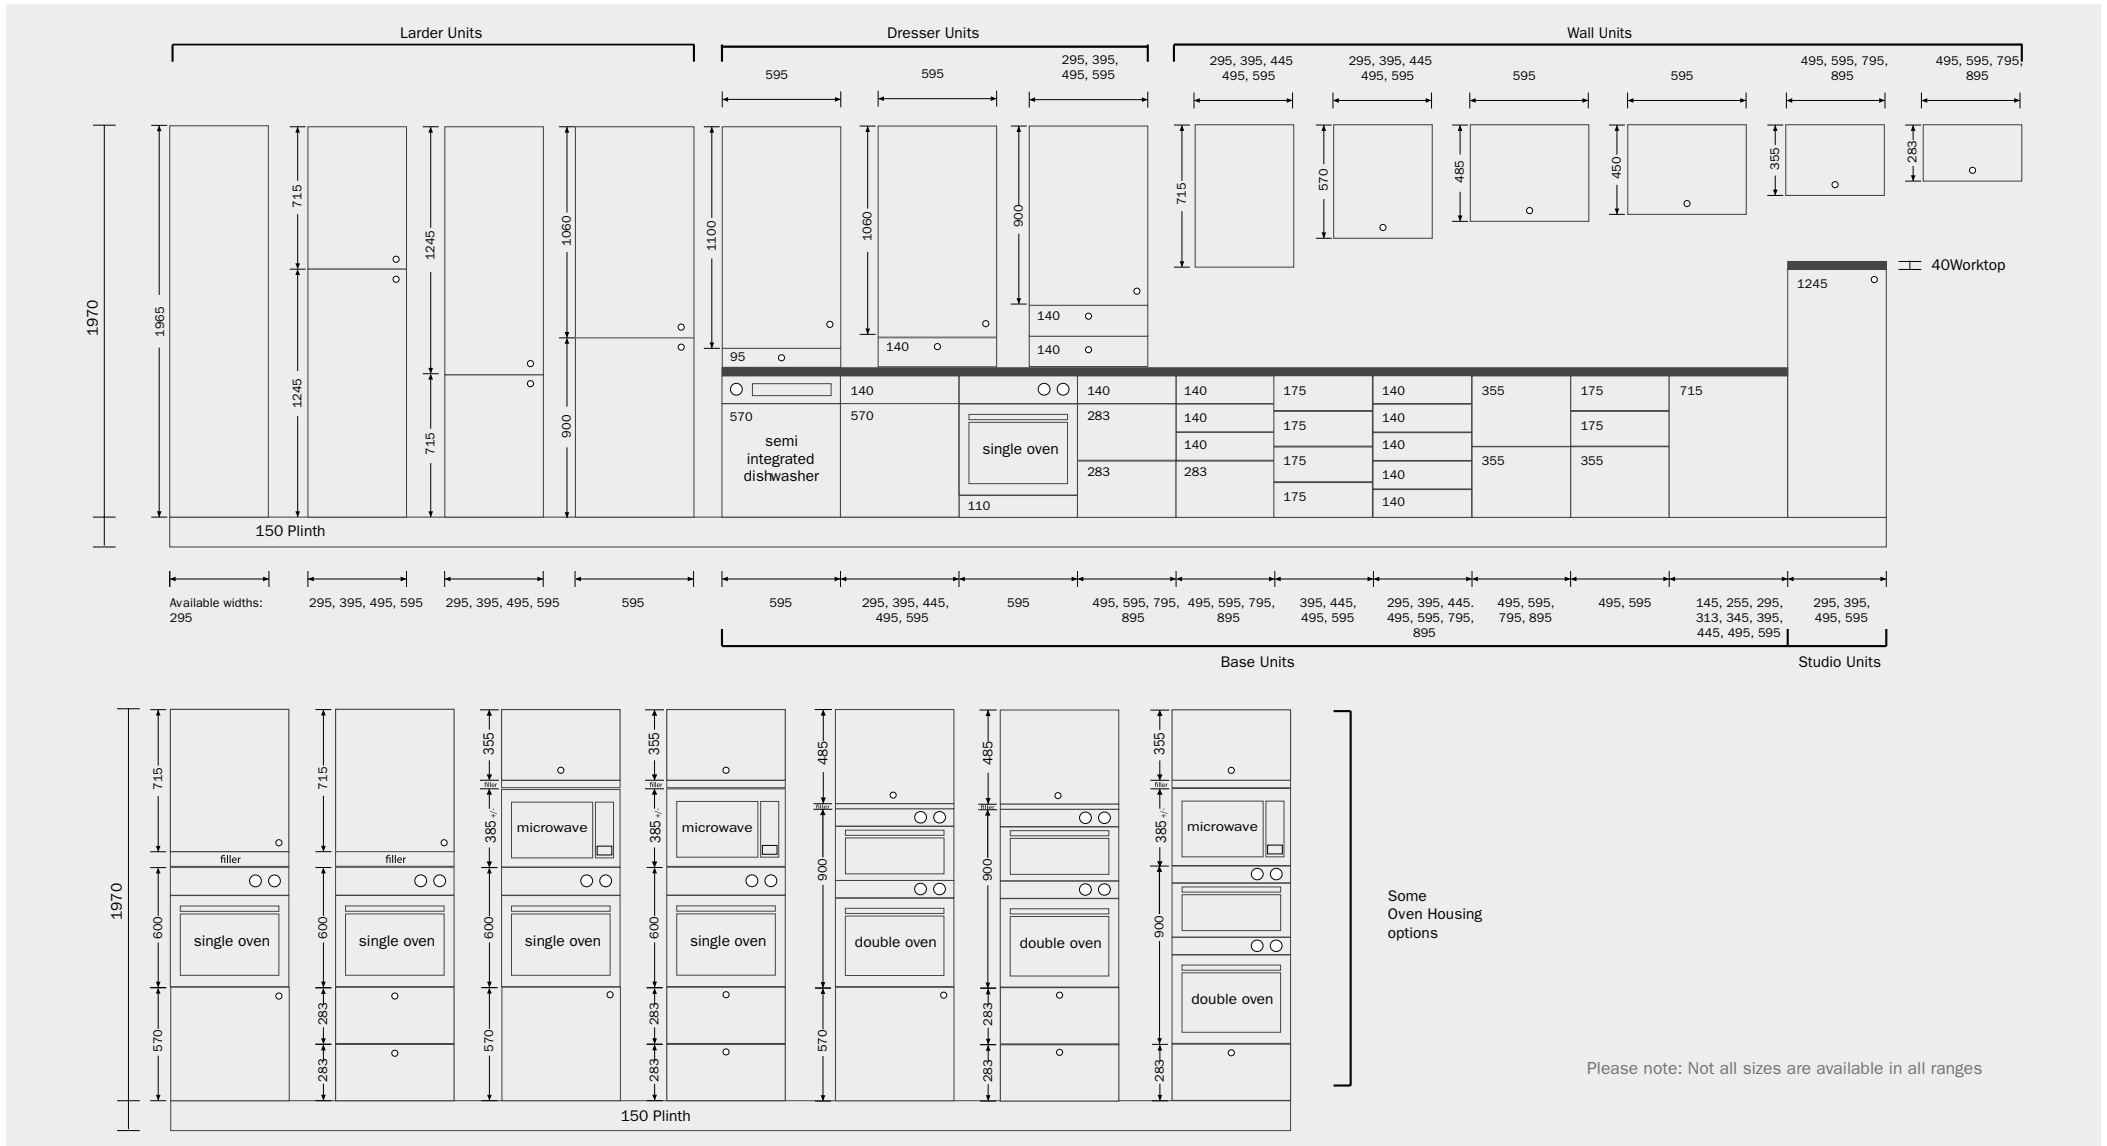 Larder Units
Dresser Units
Wall Units
595
595
295, 395,
495, 595
295, 395, 445
495, 595
295, 395, 445
495, 595
595
595
495, 595, 795,
895
495, 595, 795,
895
1970
1965
715
1245
1245
715
1060
900
1100
1060
900
715
570
485
450
355
283
95
140
140
140
40Worktop
1245
570
semi
integrated
dishwasher
140
570
single oven
110
140
283
283
140
140
140
283
175
175
175
175
140
140
140
140
140
355
355
175
175
355
715
150 Plinth
Available widths:
295
295, 395, 495, 595
295, 395, 495, 595
595
595
295, 395, 445,
495, 595
595
495, 595, 795,
895
495, 595, 795,
895
395, 445,
495, 595
295, 395, 445.
495, 595, 795,
895
495, 595,
795, 895
495, 595
145, 255, 295,
313, 345, 395,
445, 495, 595
295, 395,
495, 595
Base Units
Studio Units
1970
715
filler
600
single oven
570
715
filler
600
single oven
283
283
355
filler
385 +/-
microwave
600
single oven
570
355
filler
385 +/-
microwave
600
single oven
283
283
485
filler
900
double oven
570
485
filler
900
double oven
283
283
355
filler
385 +/-
microwave
900
double oven
283
Some
Oven Housing
options
150 Plinth
Please note: Not all sizes are available in all ranges